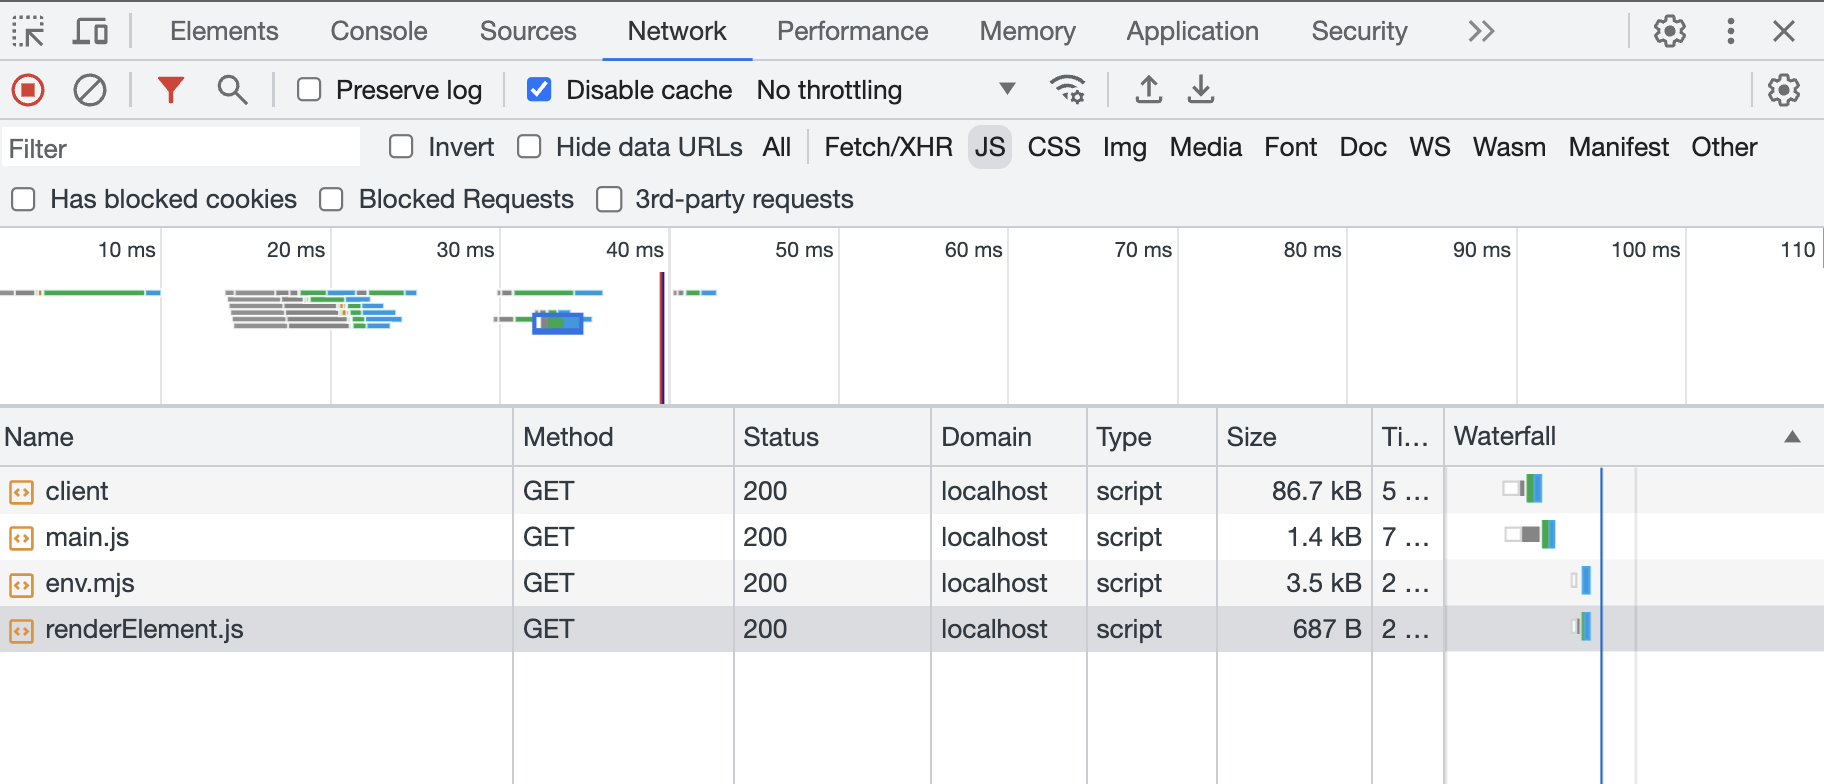 Elements Console Sources Network Performance Memory Application Security
Preserve log Disable cache No throttling
Filter Invert Hide data URLs All Fetch/XHR JS CSS Img Media Font Doc WS Wasm Manifest Other
Has blocked cookies Blocked Requests 3rd-party requests
10 ms 20 ms 30 ms 40 ms 50 ms 60 ms 70 ms 80 ms 90 ms 100 ms 110
Name Method Status Domain Type Size Ti... Waterfall
client GET 200 localhost script 86.7 kB 5 ...
main.js GET 200 localhost script 1.4 kB 7 ...
env.mjs GET 200 localhost script 3.5 kB 2 ...
renderElement.js GET 200 localhost script 687 B 2 ...